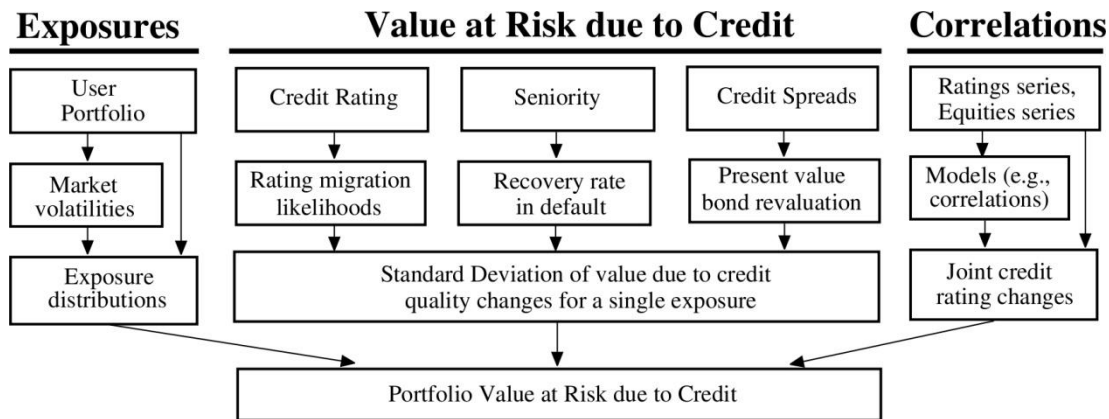 Exposures
Value at Risk due to Credit
Correlations
User
Portfolio
Market
volatilities
Exposure
distributions
Credit Rating
Seniority
Credit Spreads
Rating migration
likelihoods
Recovery rate
in default
Present value
bond revaluation
Standard Deviation of value due to credit
quality changes for a single exposure
Ratings series,
Equities series
Models (e.g.,
correlations)
Joint credit
rating changes
Portfolio Value at Risk due to Credit